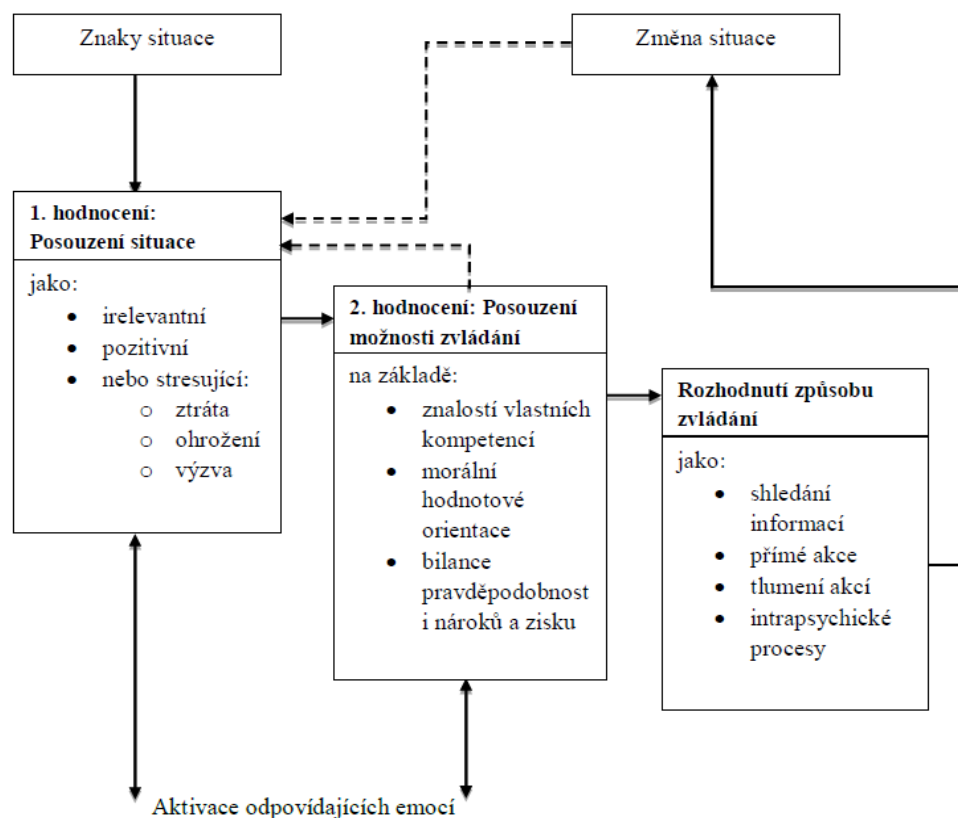 Znaky situace
Změna situace
1. hodnocení:
Posouzení situace
jako:
• irelevantní
• pozitivní
• nebo stresující:
o ztráta
o ohrožení
o výzva
2. hodnocení: Posouzení
možnosti zvládání
na základě:
• znalostí vlastních
kompetencí
• morální
hodnotové
orientace
• bilance
pravděpodobnost
i nároků a zisku
Rozhodnutí způsobu
zvládání
jako:
• shledání
informací
• přímé akce
• tlumení akcí
• intrapsychické
procesy
Aktivace odpovídajících emocí